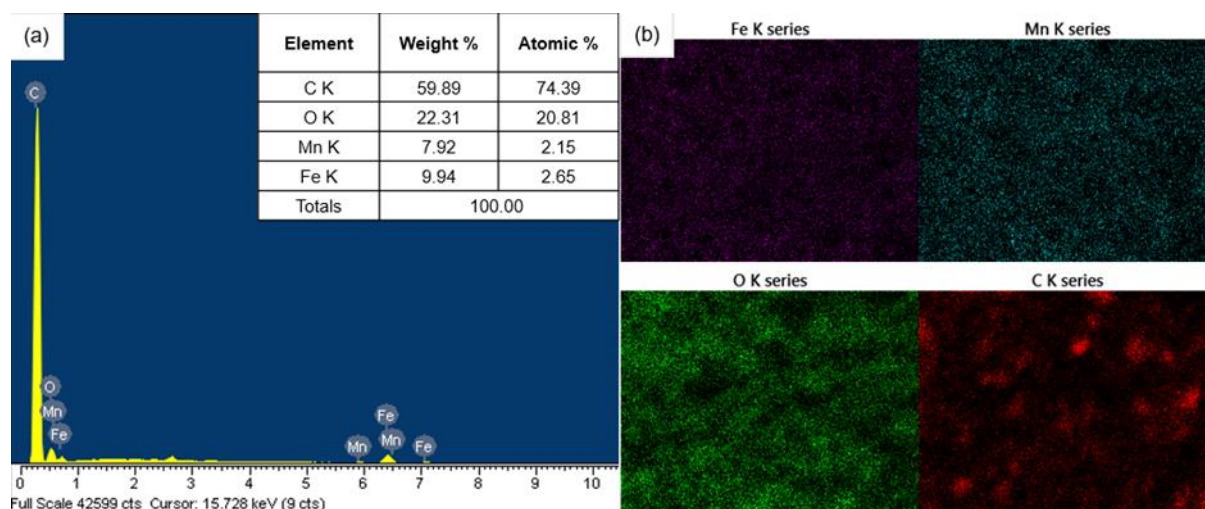 (a)
Element Weight % Atomic %
C K 59.89 74.39
O K 22.31 20.81
Mn K 7.92 2.15
Fe K 9.94 2.65
Totals 100.00
C
O
Mn
Fe
Mn
Fe
Mn
Fe
0 1 2 3 4 5 6 7 8 9 10
Full Scale 42599 cts Cursor: 15.728 keV (9 cts)
(b)
Fe K series Mn K series
O K series C K series